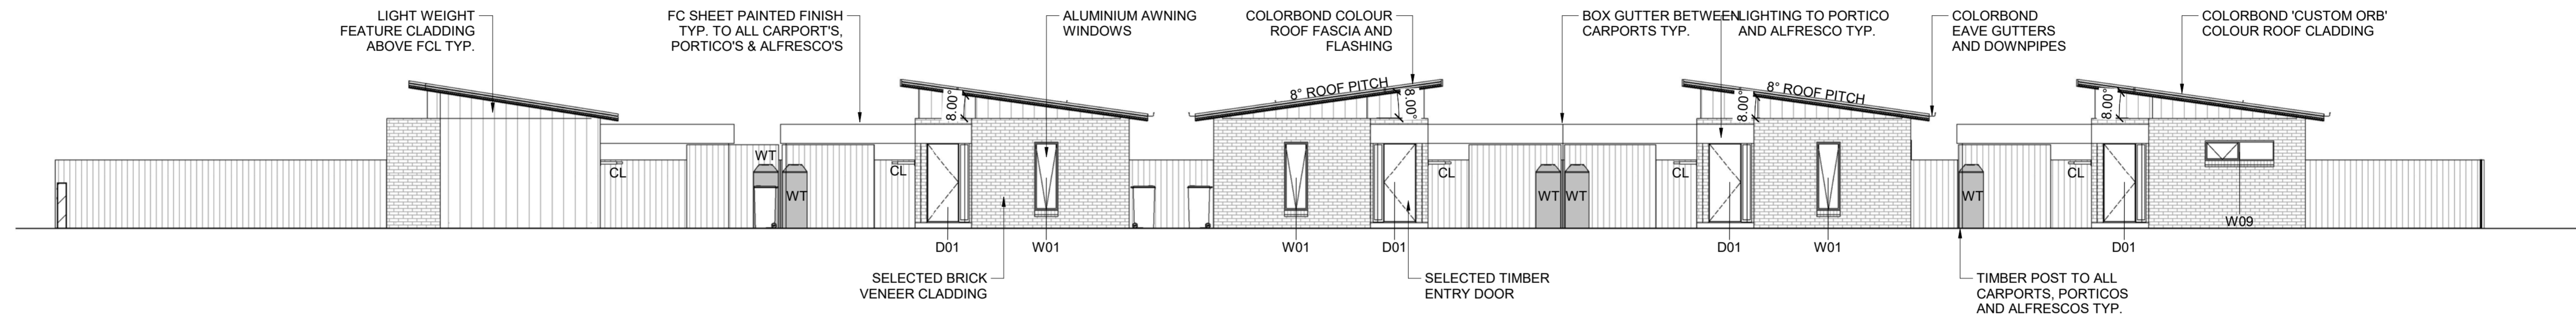 LIGHT WEIGHT
FEATURE CLADDING
ABOVE FCL TYP.
FC SHEET PAINTED FINISH
TYP. TO ALL CARPORT'S,
PORTICO'S & ALFRESCO'S
ALUMINIUM AWNING
WINDOWS
COLORBOND COLOUR
ROOF FASCIA AND
FLASHING
BOX GUTTER BETWEEN
CARPORTS TYP.
LIGHTING TO PORTICO
AND ALFRESCO TYP.
COLORBOND
EAVE GUTTERS
AND DOWNPIPES
COLORBOND 'CUSTOM ORB'
COLOUR ROOF CLADDING
8.00°
8° ROOF PITCH
8.00°
8.00°
8° ROOF PITCH
8.00°
CL
WT
WT
CL
CL
WT
WT
CL
WT
CL
W09
D01
W01
W01
D01
D01
W01
D01
SELECTED BRICK
VENEER CLADDING
SELECTED TIMBER
ENTRY DOOR
TIMBER POST TO ALL
CARPORTS, PORTICOS
AND ALFRESCOS TYP.